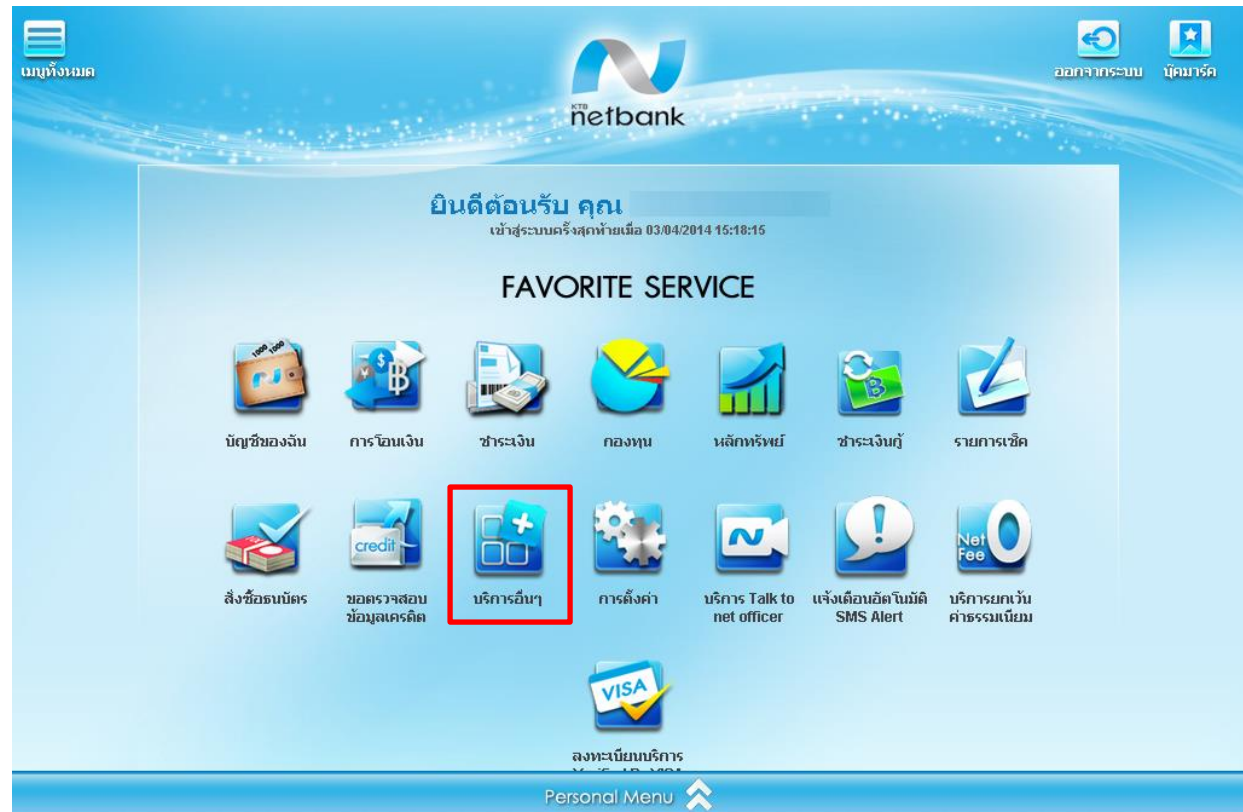 เมนูทั้งหมด
ออกจากระบบ
บุ๊คมาร์ค
KTB
netbank
ยินดีต้อนรับ คุณ
เข้าสู่ระบบครั้งสุดท้ายเมื่อ 03/04/2014 15:18:15
FAVORITE SERVICE
1000 1000
บัญชีของฉัน
การโอนเงิน
ชำระเงิน
กองทุน
หลักทรัพย์
ชำระเงินกู้
รายการเช็ค
credit
Net Fee 0
สั่งซื้อธนบัตร
ขอตรวจสอบ
ข้อมูลเครดิต
บริการอื่นๆ
การตั้งค่า
บริการ Talk to
net officer
แจ้งเตือนอัตโนมัติ
SMS Alert
บริการยกเว้น
ค่าธรรมเนียม
VISA
ลงทะเบียนบริการ
Personal Menu